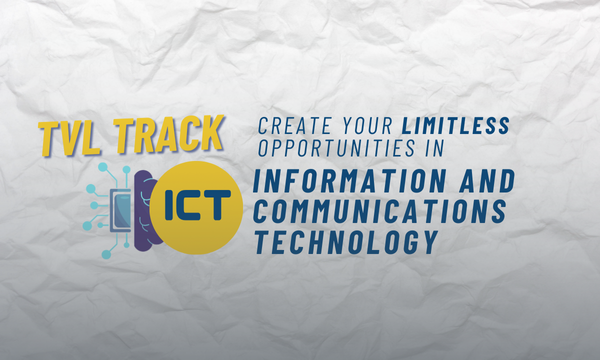 TVL TRACK
ICT
CREATE YOUR LIMITLESS
OPPORTUNITIES IN
INFORMATION AND
COMMUNICATIONS
TECHNOLOGY